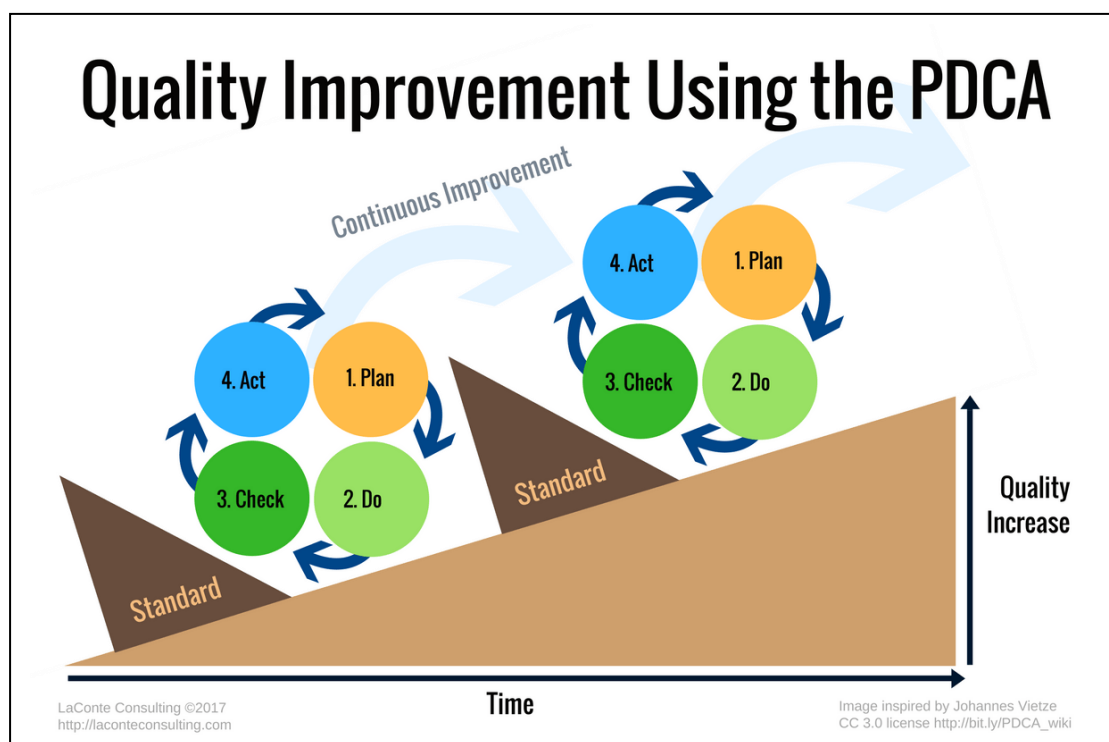 Quality Improvement Using the PDCA
Continuous Improvement
4. Act
1. Plan
3. Check
2. Do
Standard
4. Act
1. Plan
3. Check
2. Do
Standard
Quality
Increase
Time
LaConte Consulting ©2017
http://laconteconsulting.com
Image inspired by Johannes Vietze
CC 3.0 license http://bit.ly/PDCA_wiki